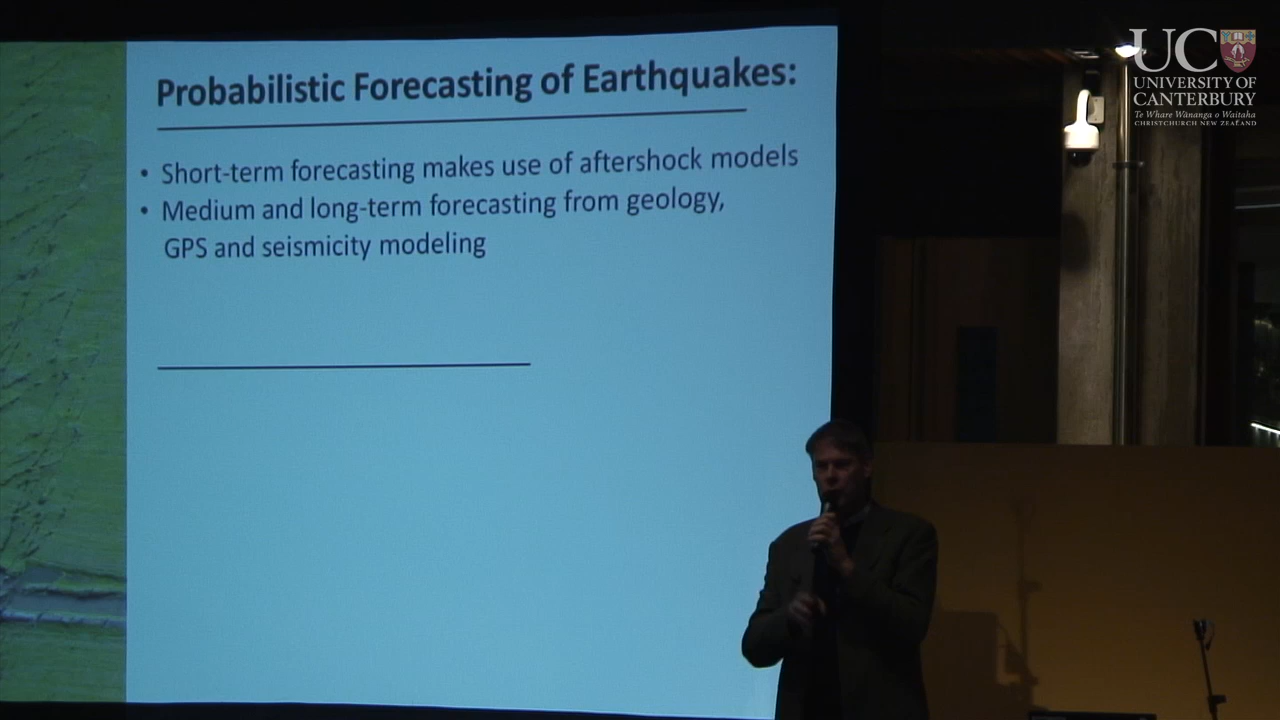 Probabilistic Forecasting of Earthquakes:
• Short-term forecasting makes use of aftershock models
• Medium and long-term forecasting from geology,
GPS and seismicity modeling
UC
UNIVERSITY OF
CANTERBURY
Te Whare Wānanga o Waitaha
CHRISTCHURCH NEW ZEALAND